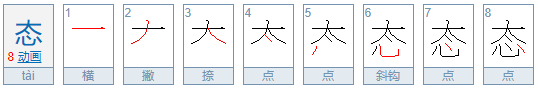 态 1 2 3 4 5 6 7 8
8 动画
tài 横 撇 捺 点 点 斜钩 点 点